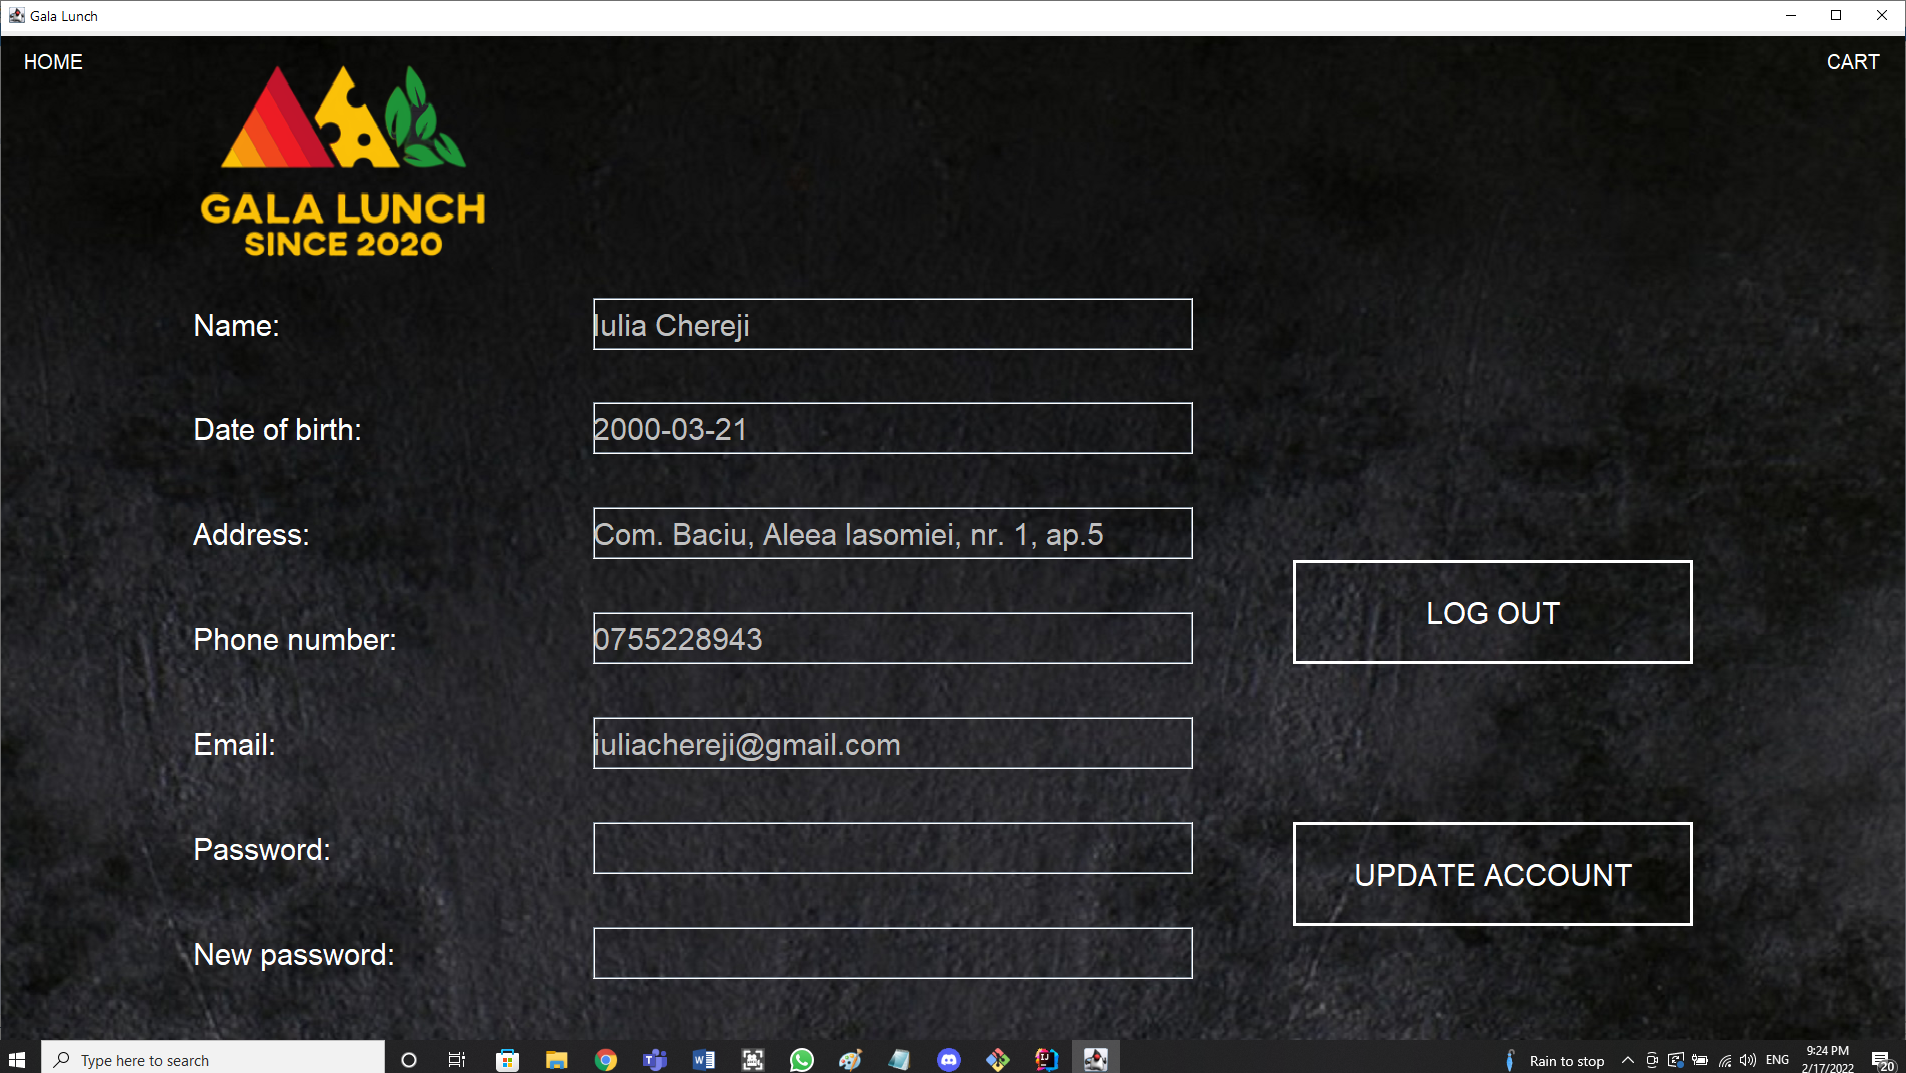 Gala Lunch
HOME
CART
GALA LUNCH
SINCE 2020
Name:
Iulia Chereji
Date of birth:
2000-03-21
Address:
Com. Baciu, Aleea Iasomiei, nr. 1, ap.5
Phone number:
0755228943
LOG OUT
Email:
iuliachereji@gmail.com
Password:
UPDATE ACCOUNT
New password:
Type here to search
Rain to stop
ENG
9:24 PM
2/17/2022
20